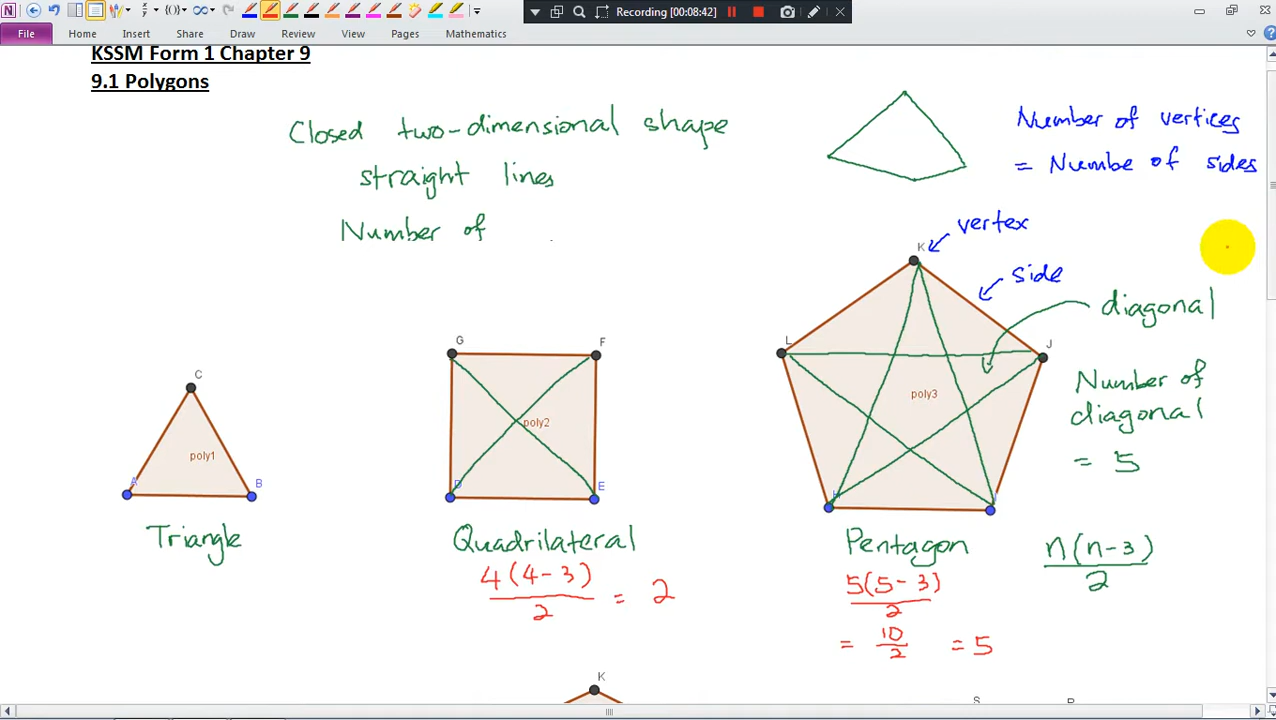 Recording [00:08:42]
File Home Insert Share Draw Review View Pages Mathematics
KSSM Form 1 Chapter 9
9.1 Polygons
Closed two-dimensional shape
straight lines
Number of
Number of vertices
= Numbe of sides
vertex
side
diagonal
Number of
diagonal
= 5
C
poly1
A
B
Triangle
G
F
poly2
D
E
Quadrilateral
4(4-3)
2
= 2
K
L
J
poly3
H
I
Pentagon
5(5-3)
2
= 10
2
= 5
n(n-3)
2
K
S
R